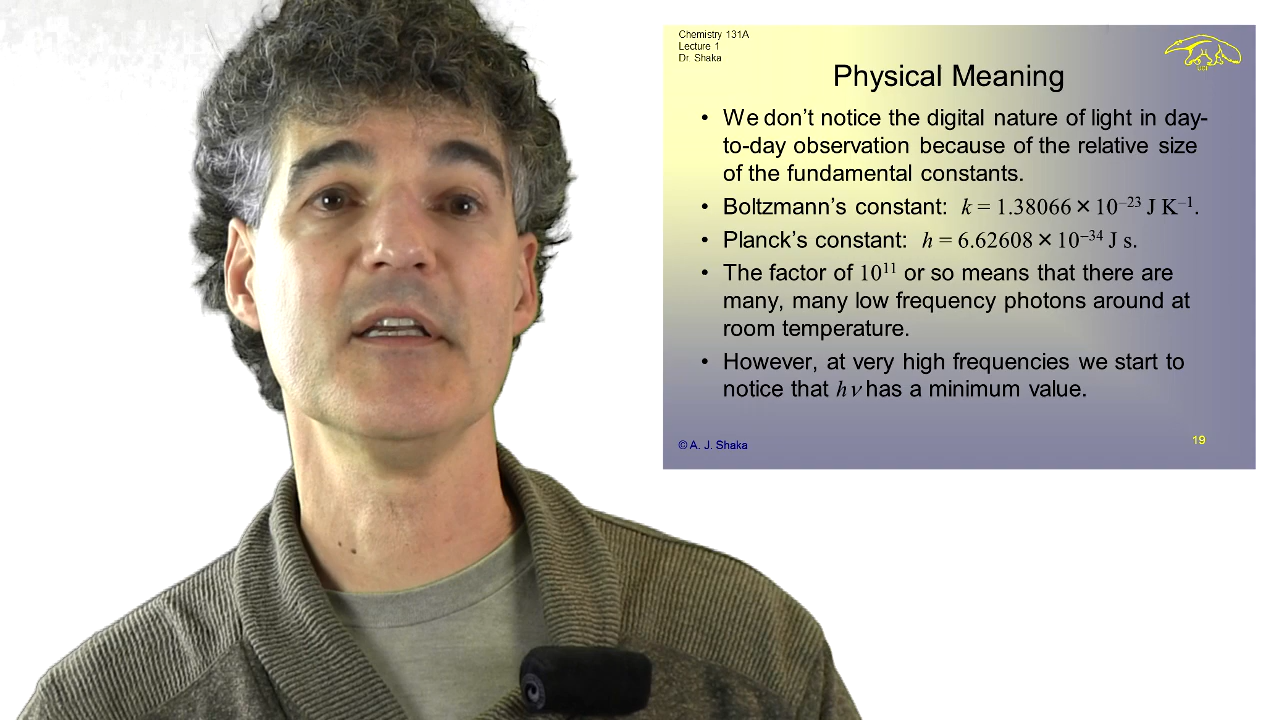 Chemistry 131A
Lecture 1
Dr. Shaka
Physical Meaning
• We don’t notice the digital nature of light in day-
to-day observation because of the relative size
of the fundamental constants.
• Boltzmann’s constant: k = 1.38066 × 10⁻²³ J K⁻¹.
• Planck’s constant: h = 6.62608 × 10⁻³⁴ J s.
• The factor of 10¹¹ or so means that there are
many, many low frequency photons around at
room temperature.
• However, at very high frequencies we start to
notice that hν has a minimum value.
© A. J. Shaka
19